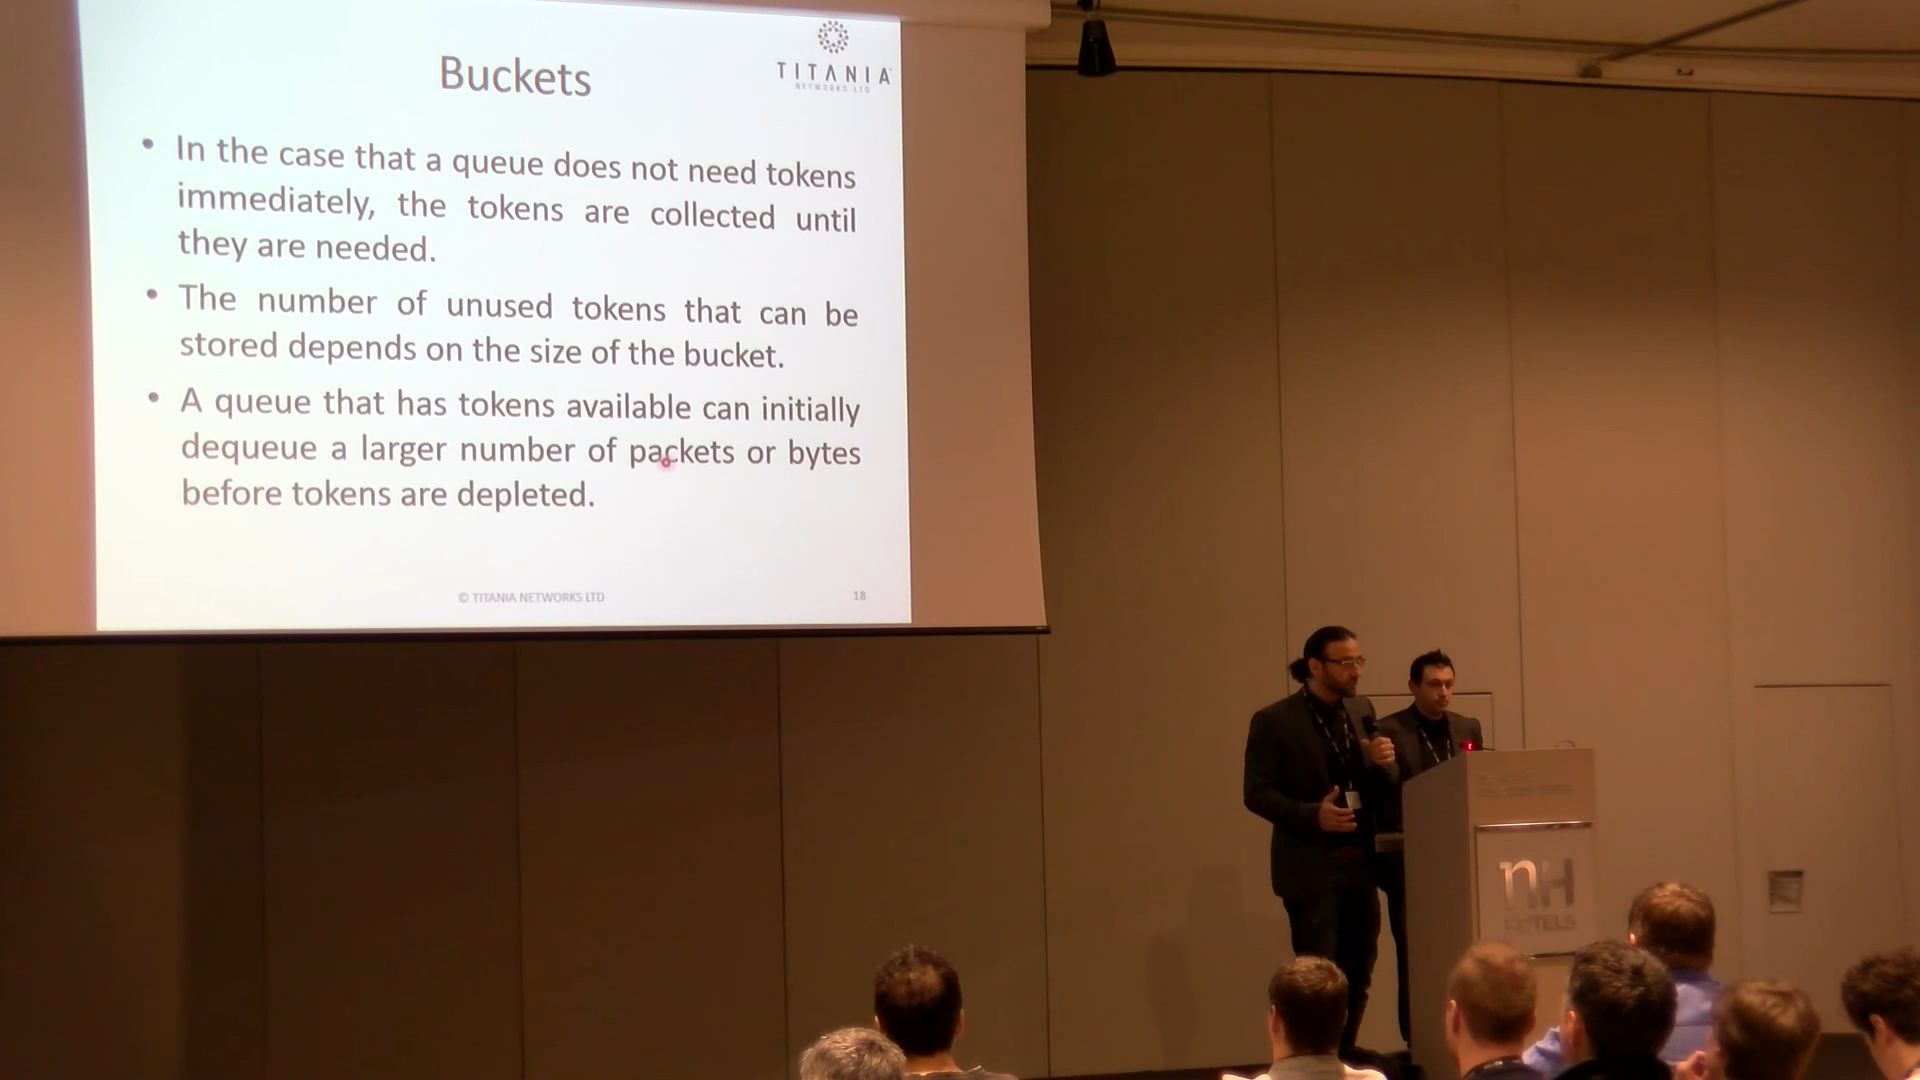 Buckets
TITANIA
NETWORKS LTD
• In the case that a queue does not need tokens
immediately, the tokens are collected until
they are needed.
• The number of unused tokens that can be
stored depends on the size of the bucket.
• A queue that has tokens available can initially
dequeue a larger number of packets or bytes
before tokens are depleted.
© TITANIA NETWORKS LTD
18
nH
HOTELS